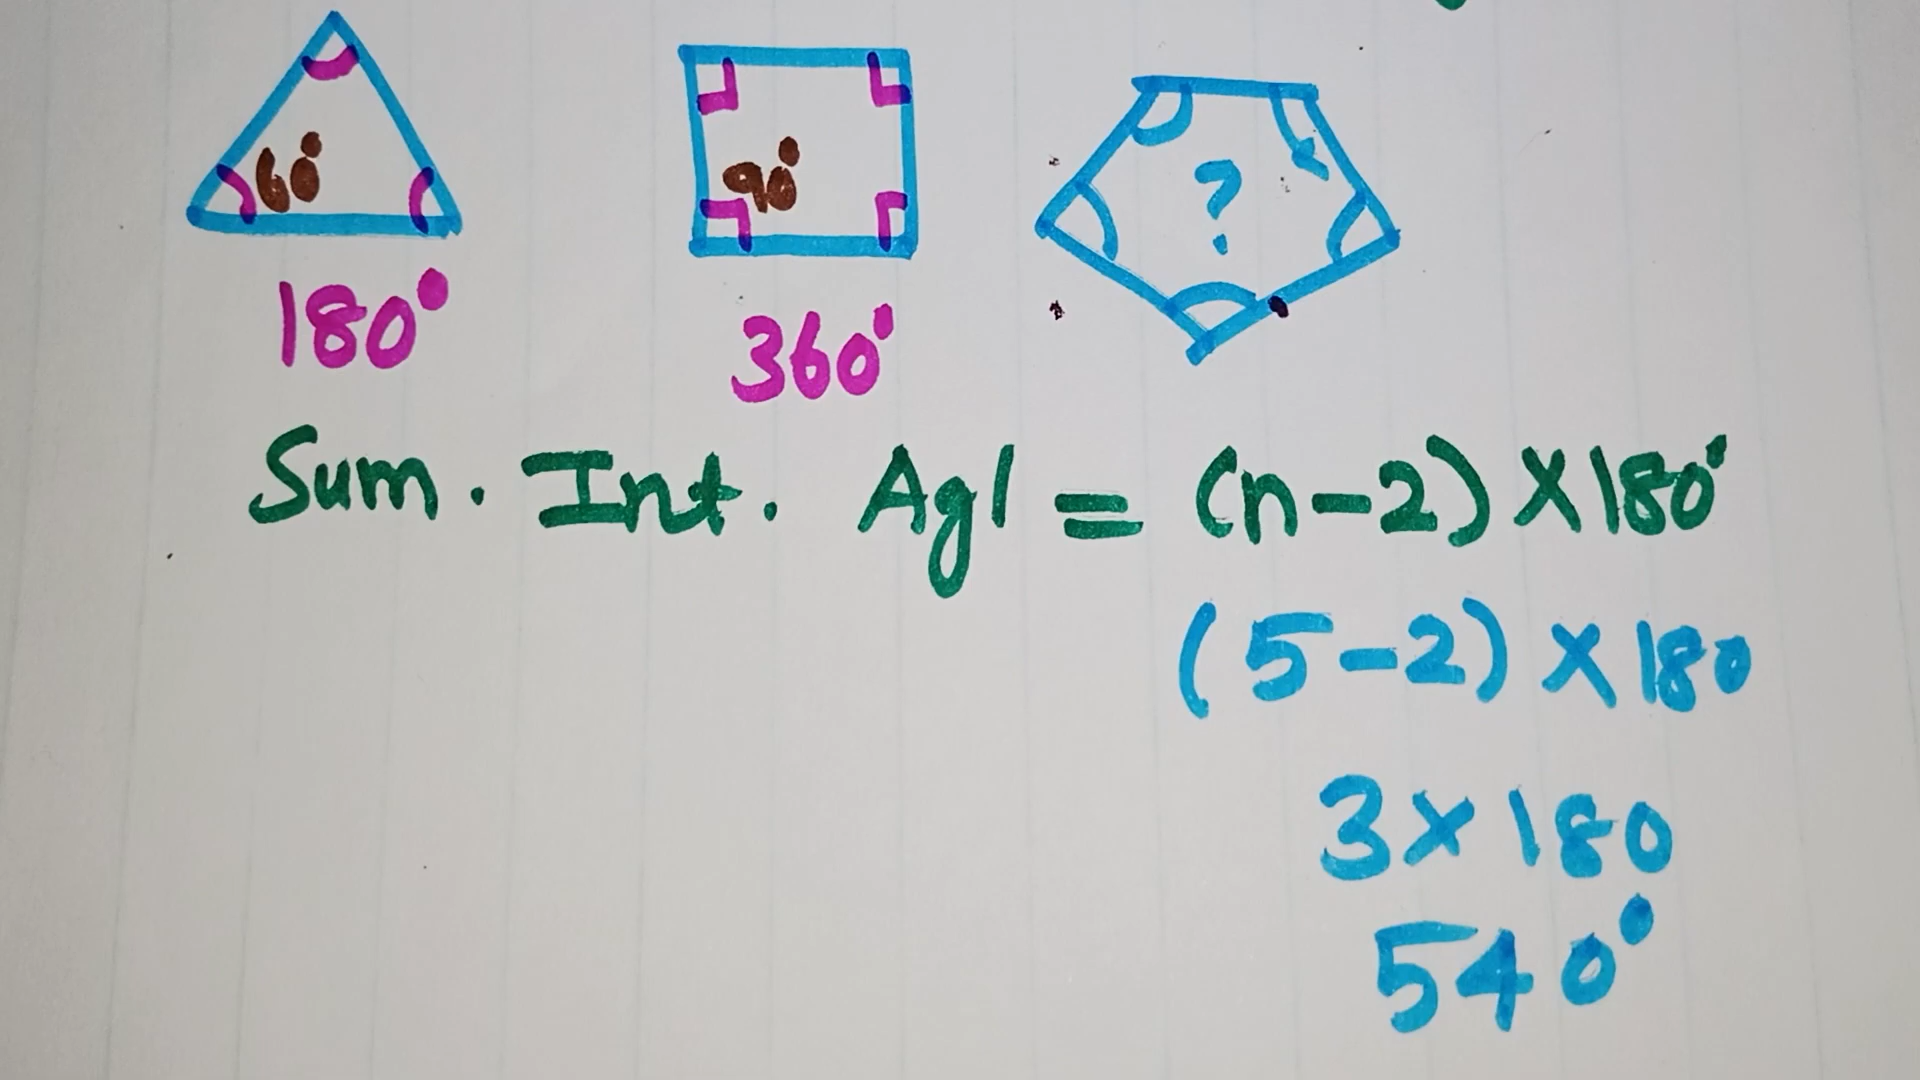 60°
90°
?
180°
360°
Sum. Int. Agl = (n-2) × 180°
(5-2) × 180
3 × 180
540°